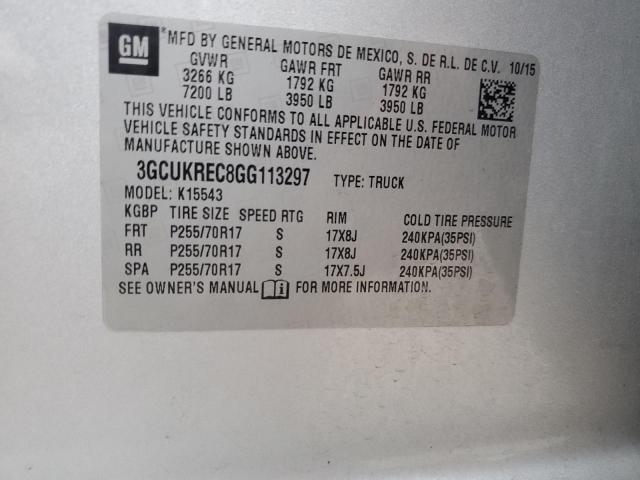 GM
*MFD BY GENERAL MOTORS DE MEXICO, S. DE R.L. DE C.V. 10/15
GVWR GAWR FRT GAWR RR
3266 KG 1792 KG 1792 KG
7200 LB 3950 LB 3950 LB
THIS VEHICLE CONFORMS TO ALL APPLICABLE U.S. FEDERAL MOTOR
VEHICLE SAFETY STANDARDS IN EFFECT ON THE DATE OF
MANUFACTURE SHOWN ABOVE.
3GCUKREC8GG113297 TYPE: TRUCK
MODEL: K15543
KGBP TIRE SIZE SPEED RTG RIM COLD TIRE PRESSURE
FRT P255/70R17 S 17X8J 240KPA(35PSI)
RR P255/70R17 S 17X8J 240KPA(35PSI)
SPA P255/70R17 S 17X7.5J 240KPA(35PSI)
SEE OWNER'S MANUAL FOR MORE INFORMATION.